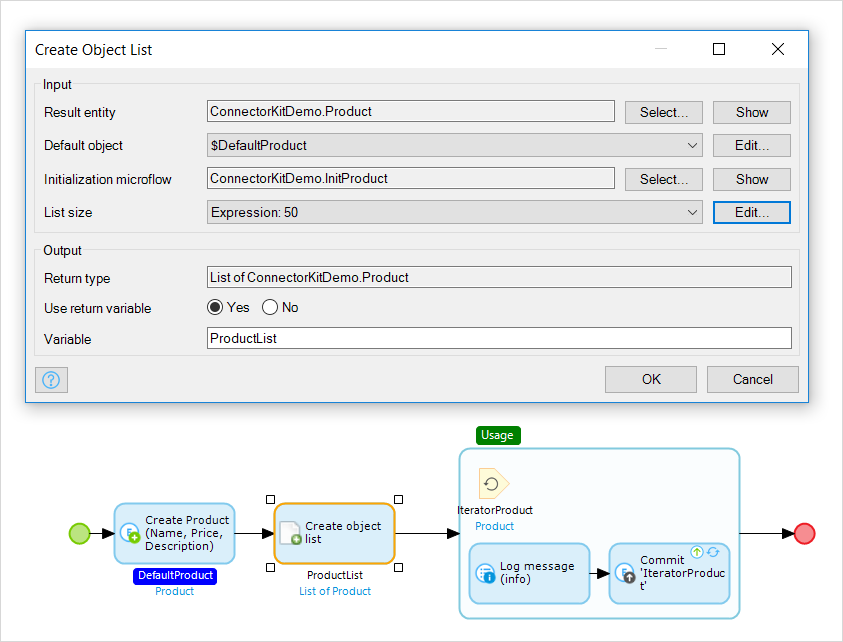 Create Object List
Input
Result entity
ConnectorKitDemo.Product
Select...
Show
Default object
$DefaultProduct
Edit...
Initialization microflow
ConnectorKitDemo.InitProduct
Select...
Show
List size
Expression: 50
Edit...
Output
Return type
List of ConnectorKitDemo.Product
Use return variable
Yes
No
Variable
ProductList
?
OK
Cancel
Usage
IteratorProduct
Product
Create Product
(Name, Price,
Description)
DefaultProduct
Product
Create object
list
ProductList
List of Product
Log message
(info)
Commit
'IteratorProduc
t'